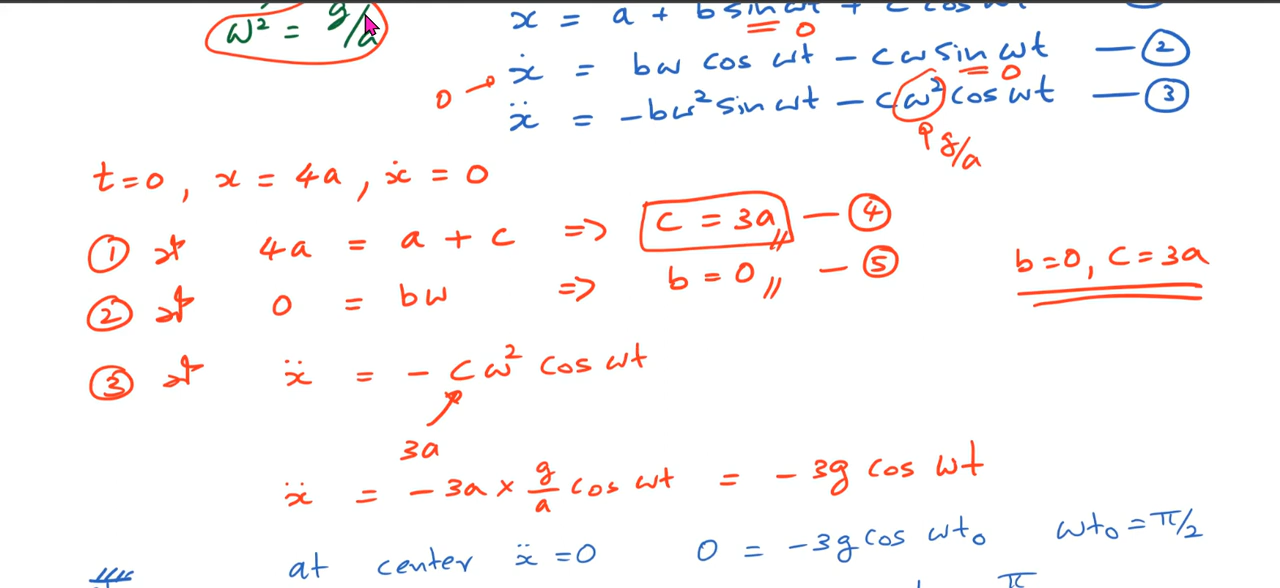 ω² = g/a
x = a + b sin ωt + c cos ωt
0
ẋ = bω cos ωt − cω sin ωt — ②
0 → 0
ẍ = −bω² sin ωt − cω² cos ωt — ③
g/a
t=0, x = 4a, ẋ = 0
① 4a = a + c ⇒ c = 3a — ④
② 0 = bω ⇒ b = 0 — ⑤
b=0, c = 3a
③ ẍ = − cω² cos ωt
3a
ẍ = − 3a × g/a cos ωt = − 3g cos ωt
at center ẍ = 0 0 = −3g cos ωt₀ ωt₀ = π/2
π